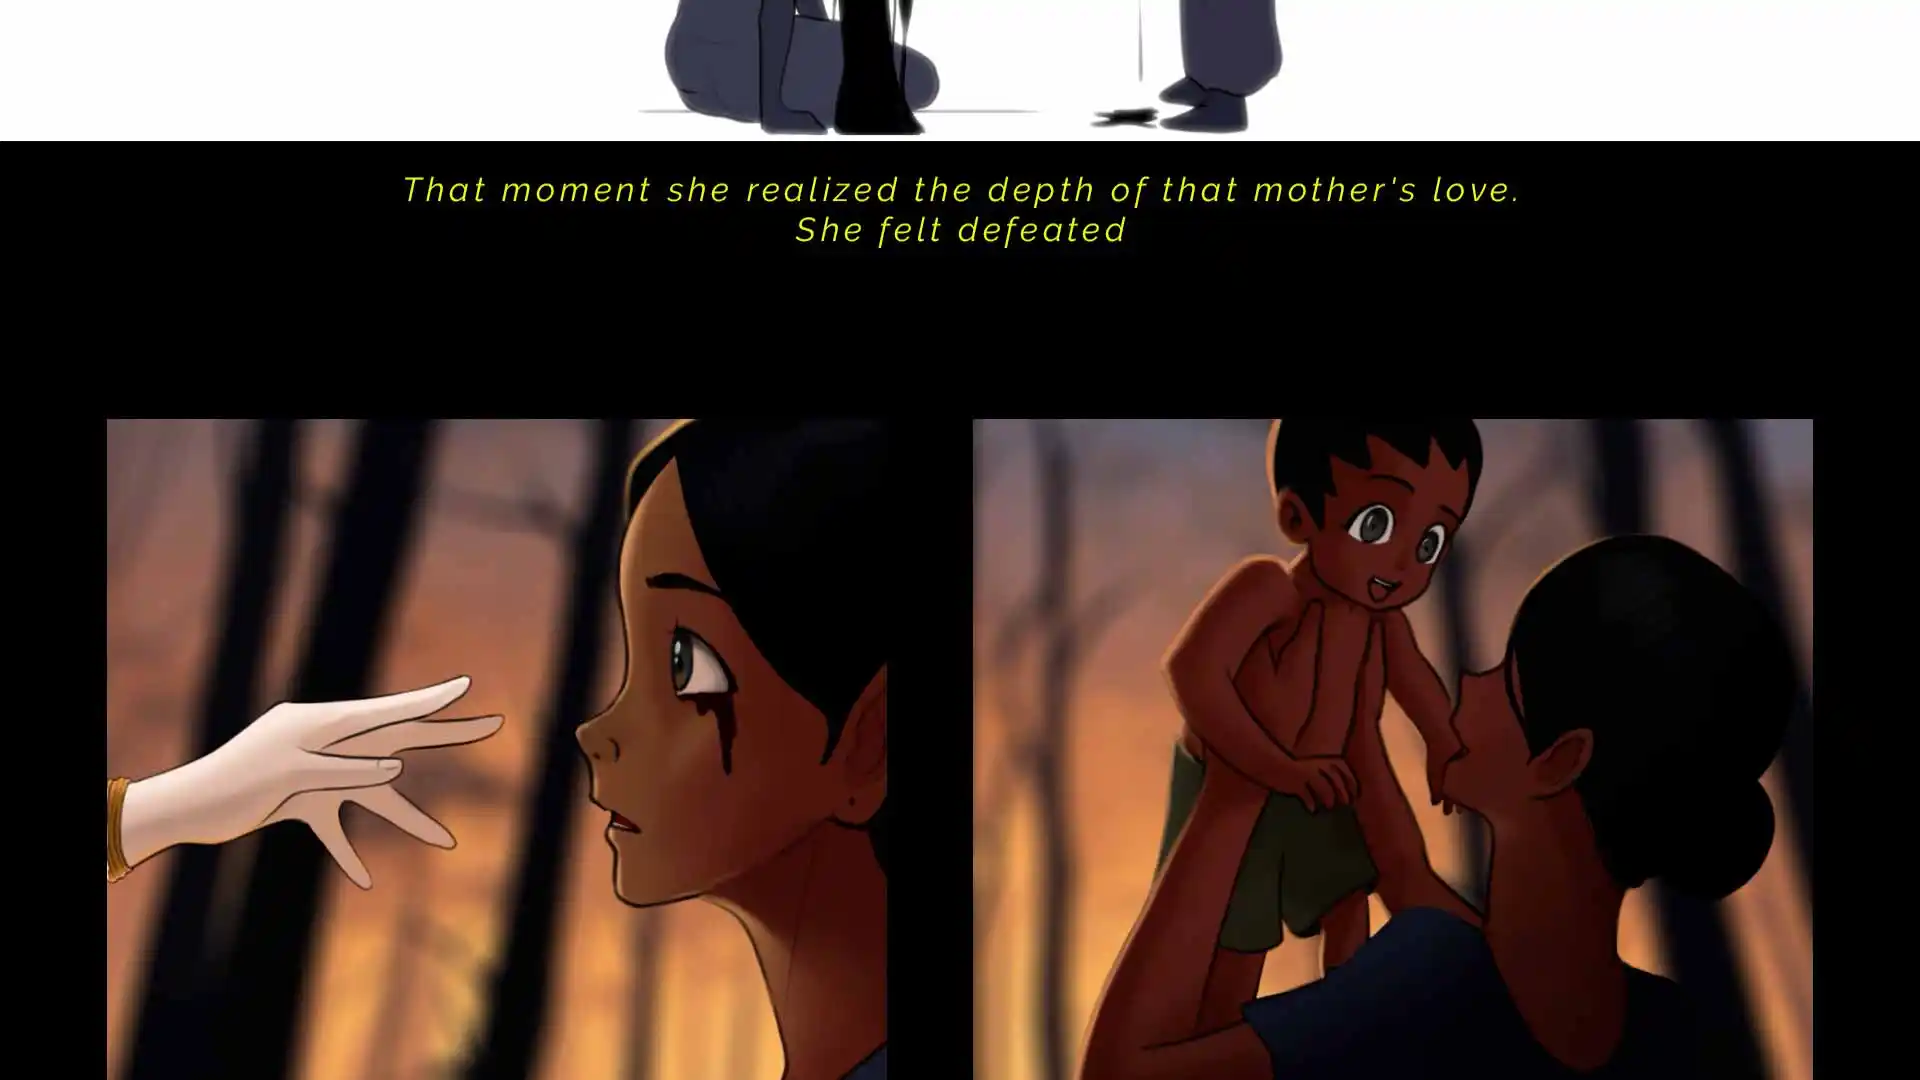 That moment she realized the depth of that mother's love.
She felt defeated